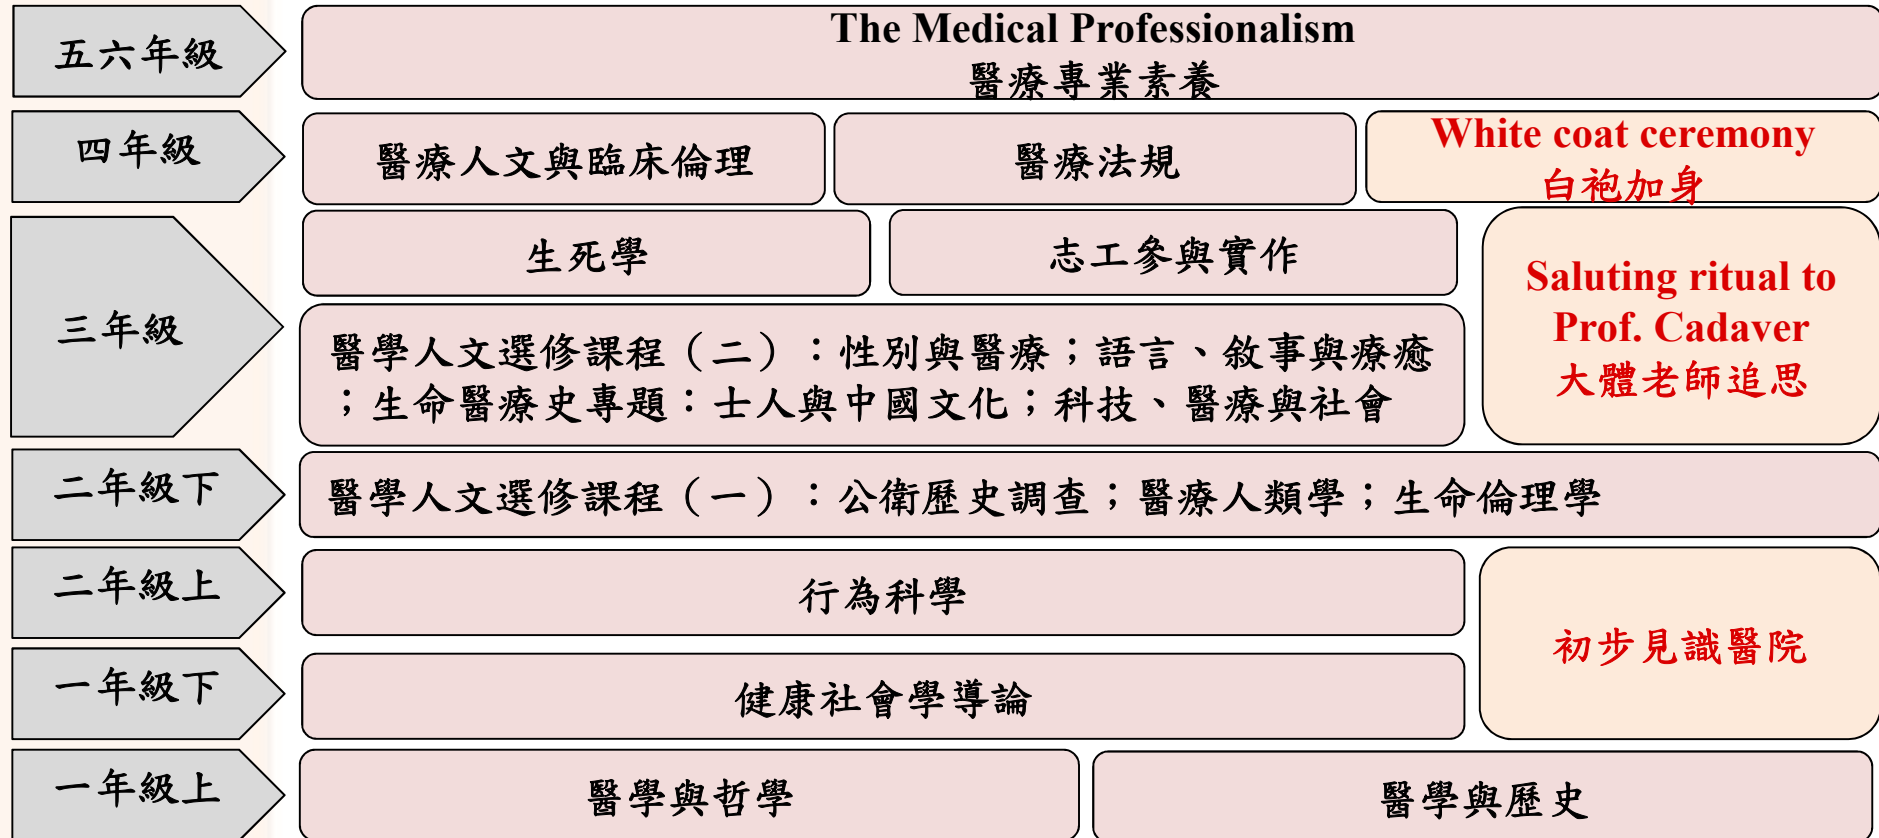 五六年級
The Medical Professionalism
醫療專業素養
四年級
醫療人文與臨床倫理
醫療法規
White coat ceremony
白袍加身
三年級
生死學
志工參與實作
醫學人文選修課程（二）：性別與醫療；語言、敘事與療癒
；生命醫療史專題：士人與中國文化；科技、醫療與社會
Saluting ritual to
Prof. Cadaver
大體老師追思
二年級下
醫學人文選修課程（一）：公衛歷史調查；醫療人類學；生命倫理學
二年級上
行為科學
初步見識醫院
一年級下
健康社會學導論
一年級上
醫學與哲學
醫學與歷史